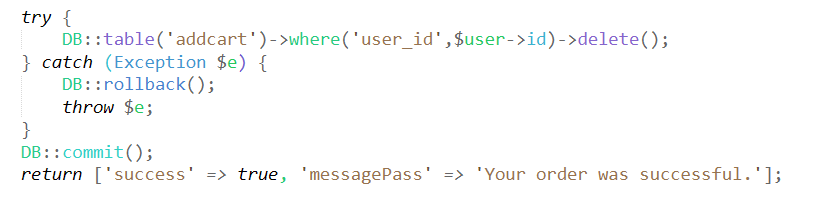 try {
    DB::table('addcart')->where('user_id',$user->id)->delete();
} catch (Exception $e) {
    DB::rollback();
    throw $e;
}
DB::commit();
return ['success' => true, 'messagePass' => 'Your order was successful.'];